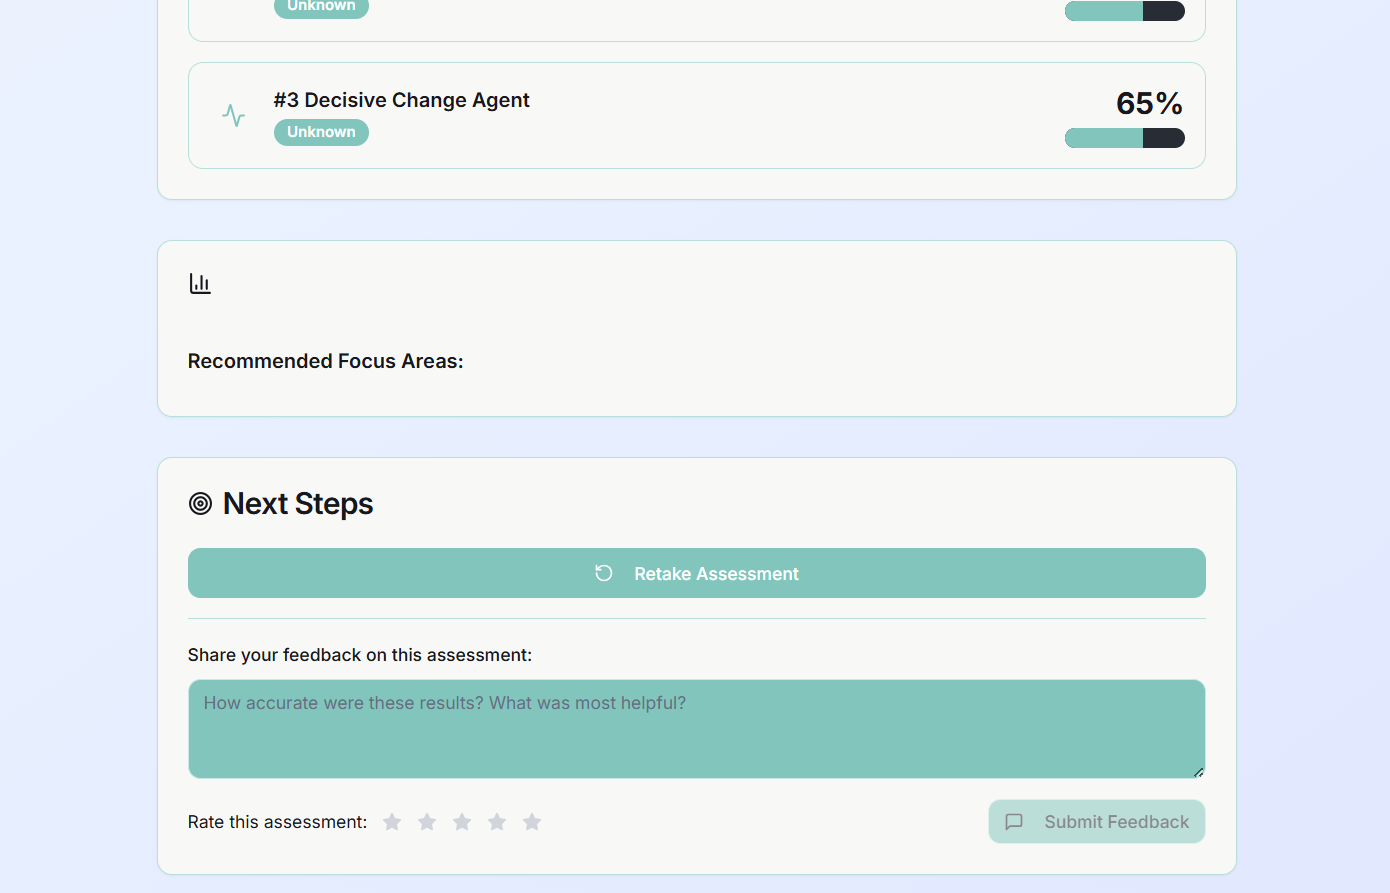 Unknown
#3 Decisive Change Agent
65%
Unknown
Recommended Focus Areas:
Next Steps
Retake Assessment
Share your feedback on this assessment:
How accurate were these results? What was most helpful?
Rate this assessment:
Submit Feedback